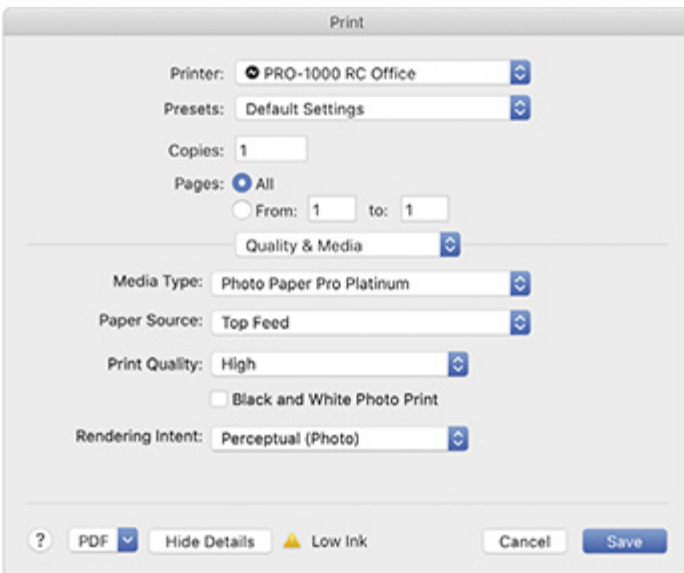 Print
Printer: PRO-1000 RC Office
Presets: Default Settings
Copies: 1
Pages: All
From: 1 to: 1
Quality & Media
Media Type: Photo Paper Pro Platinum
Paper Source: Top Feed
Print Quality: High
Black and White Photo Print
Rendering Intent: Perceptual (Photo)
? PDF Hide Details Low Ink Cancel Save